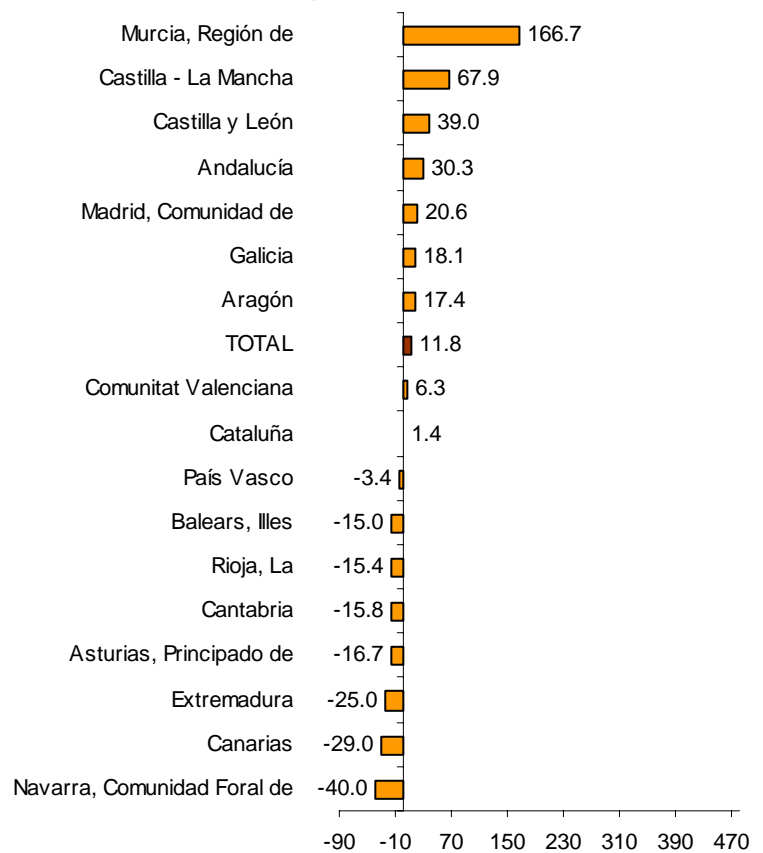 Murcia, Región de 166.7
Castilla - La Mancha 67.9
Castilla y León 39.0
Andalucía 30.3
Madrid, Comunidad de 20.6
Galicia 18.1
Aragón 17.4
TOTAL 11.8
Comunitat Valenciana 6.3
Cataluña 1.4
País Vasco -3.4
Balears, Illes -15.0
Rioja, La -15.4
Cantabria -15.8
Asturias, Principado de -16.7
Extremadura -25.0
Canarias -29.0
Navarra, Comunidad Foral de -40.0
-90 -10 70 150 230 310 390 470